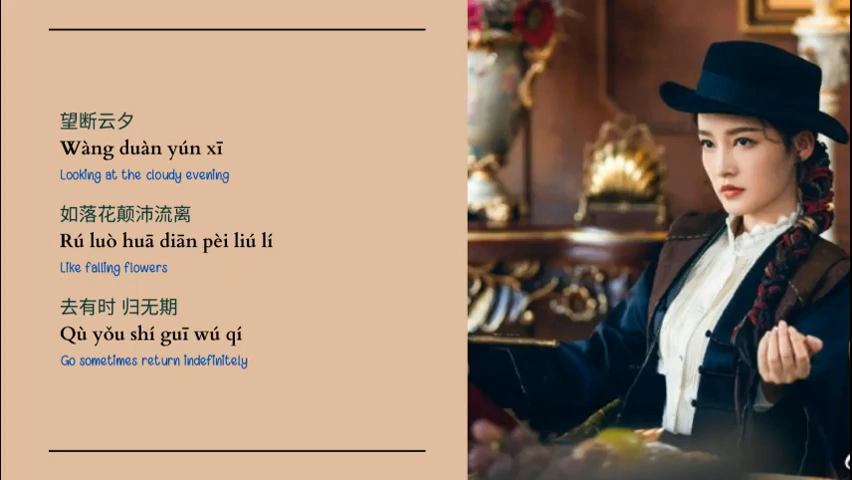 望断云夕
Wàng duàn yún xī
Looking at the cloudy evening
如落花颠沛流离
Rú luò huā diān pèi liú lí
Like falling flowers
去有时 归无期
Qù yǒu shí guī wú qí
Go sometimes return indefinitely